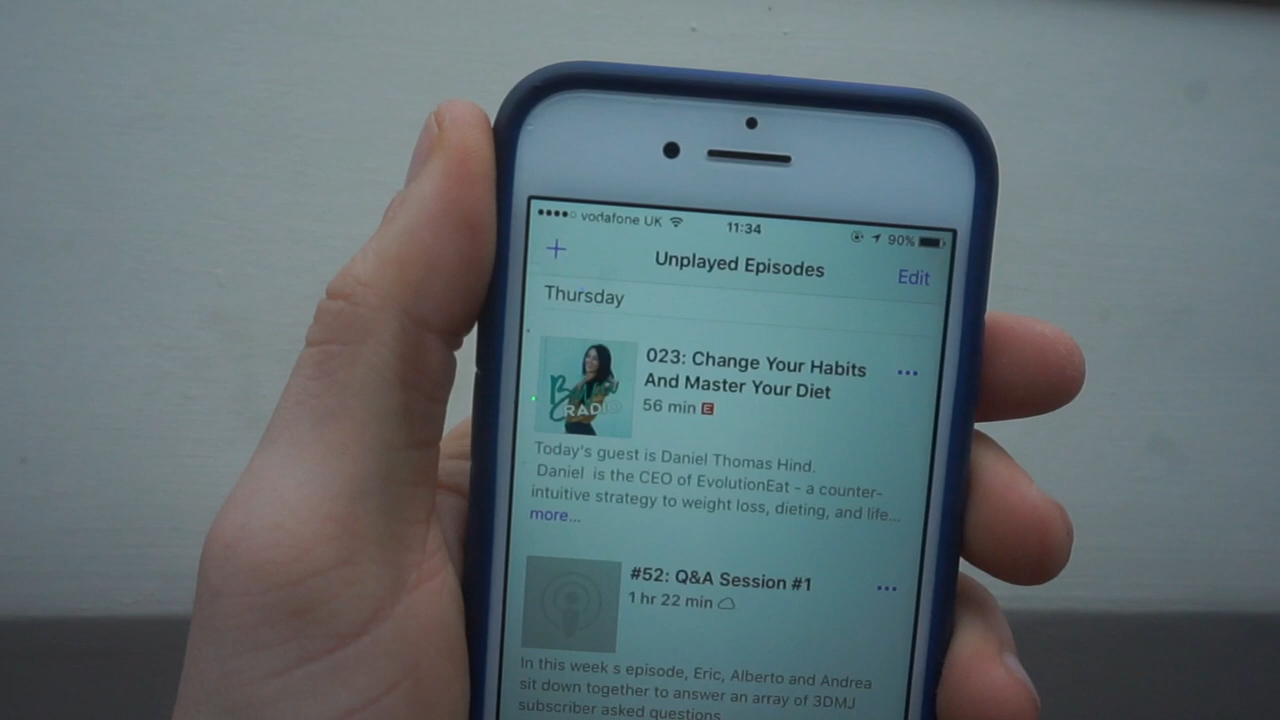 vodafone UK 11:34 90%
+ Unplayed Episodes Edit
Thursday
023: Change Your Habits
And Master Your Diet
56 min E
RADIO
Today's guest is Daniel Thomas Hind.
Daniel is the CEO of EvolutionEat - a counter-
intuitive strategy to weight loss, dieting, and life...
more...
#52: Q&A Session #1
1 hr 22 min
In this week s episode, Eric, Alberto and Andrea
sit down together to answer an array of 3DMJ
subscriber asked questions